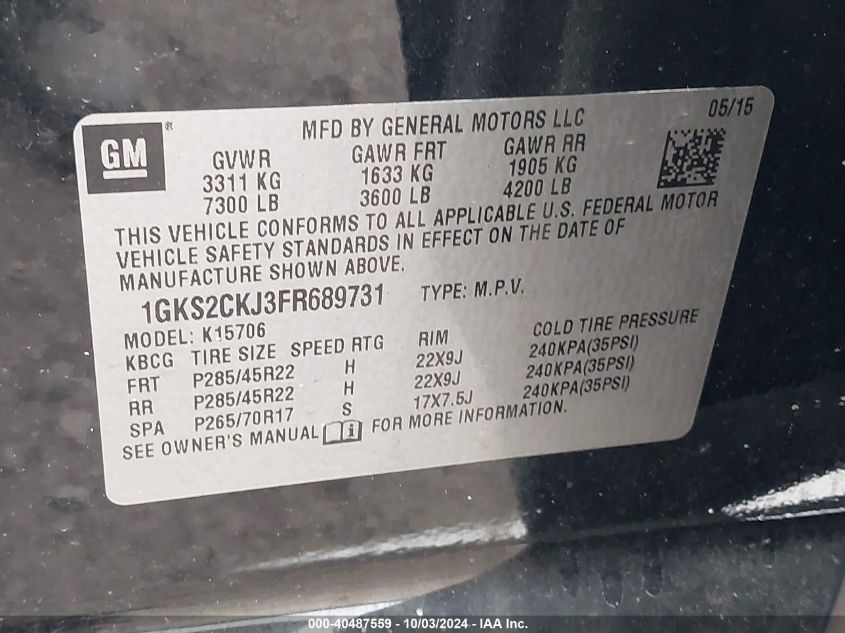 MFD BY GENERAL MOTORS LLC 05/15
GM ®
GVWR GAWR FRT GAWR RR
3311 KG 1633 KG 1905 KG
7300 LB 3600 LB 4200 LB
THIS VEHICLE CONFORMS TO ALL APPLICABLE U.S. FEDERAL MOTOR
VEHICLE SAFETY STANDARDS IN EFFECT ON THE DATE OF
MANUFACTURE SHOWN ABOVE.
1GKS2CKJ3FR689731 TYPE: M.P.V.
MODEL: K15706
KBCG TIRE SIZE SPEED RTG RIM COLD TIRE PRESSURE
FRT P285/45R22 H 22X9J 240KPA(35PSI)
RR P285/45R22 H 22X9J 240KPA(35PSI)
SPA P265/70R17 S 17X7.5J 240KPA(35PSI)
SEE OWNER'S MANUAL i FOR MORE INFORMATION.
000-40487559 - 10/03/2024 - IAA Inc.